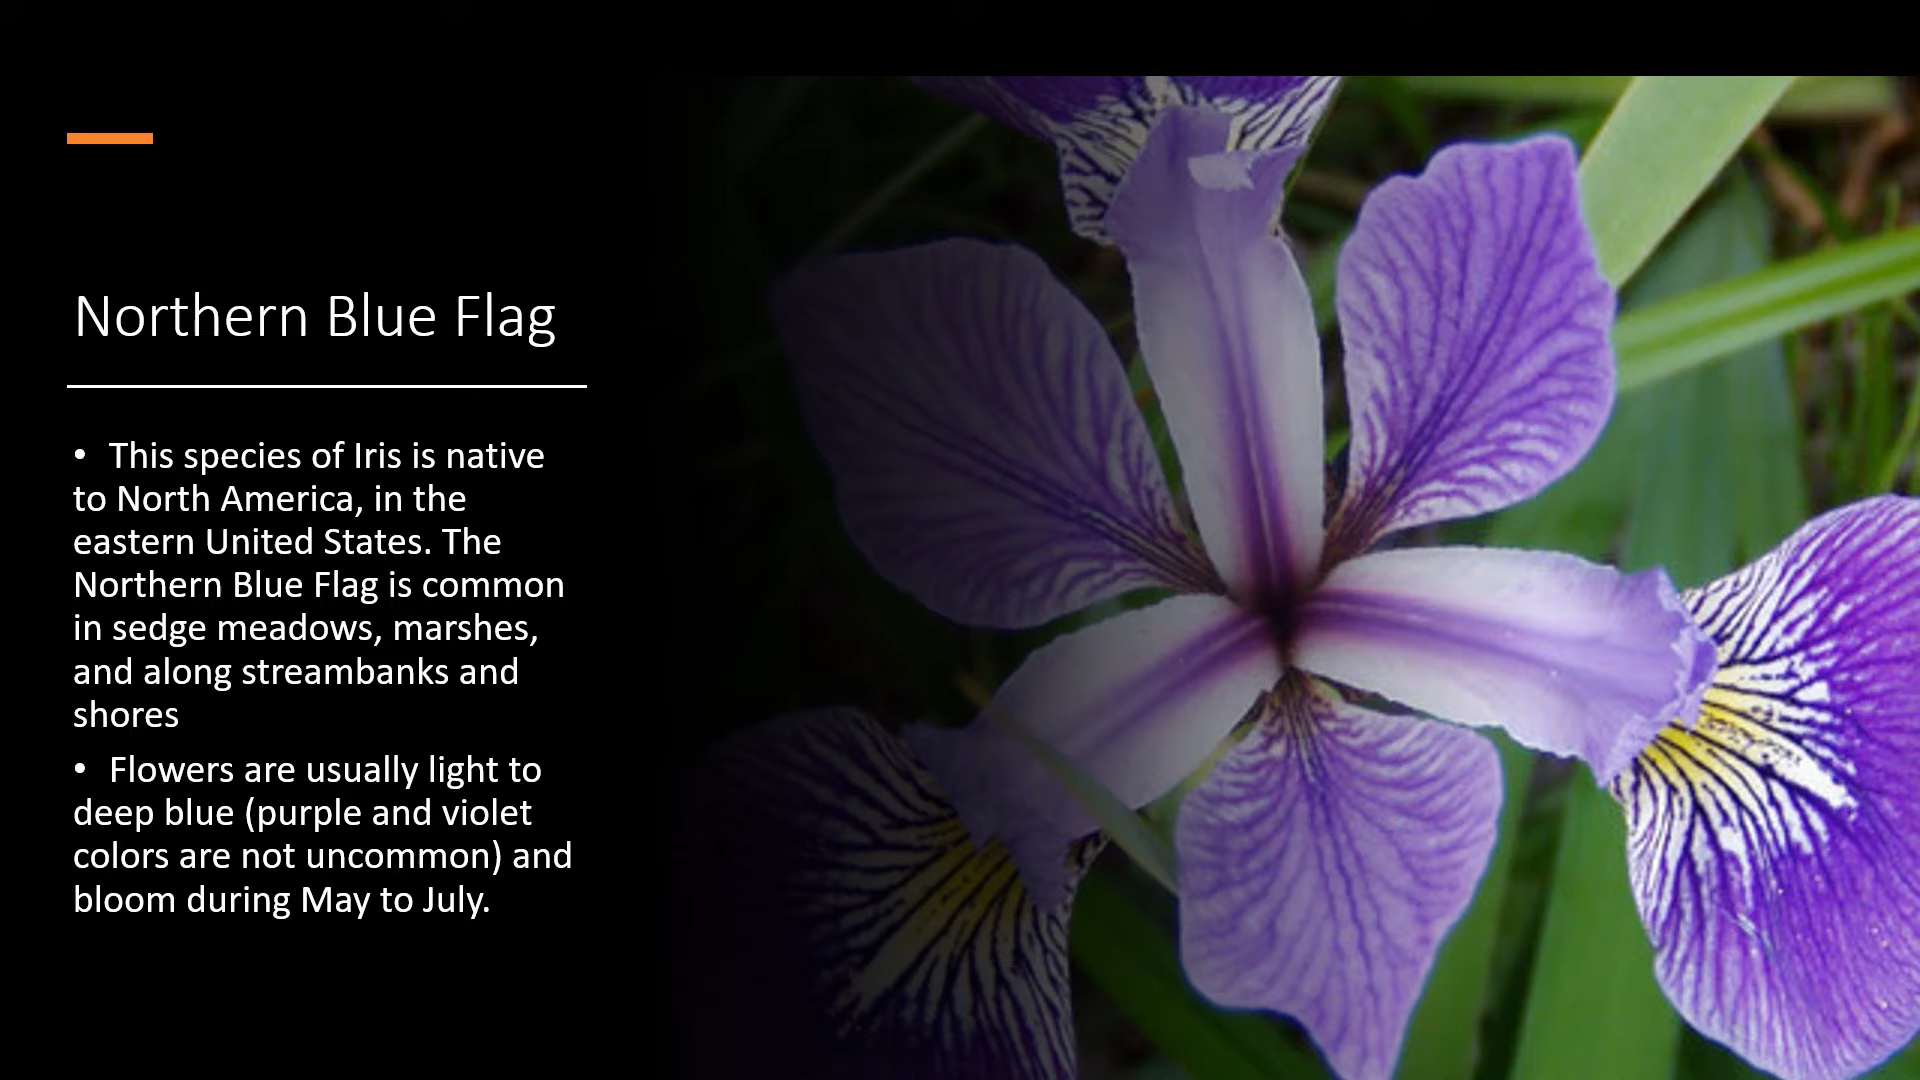 Northern Blue Flag
• This species of Iris is native
to North America, in the
eastern United States. The
Northern Blue Flag is common
in sedge meadows, marshes,
and along streambanks and
shores
• Flowers are usually light to
deep blue (purple and violet
colors are not uncommon) and
bloom during May to July.